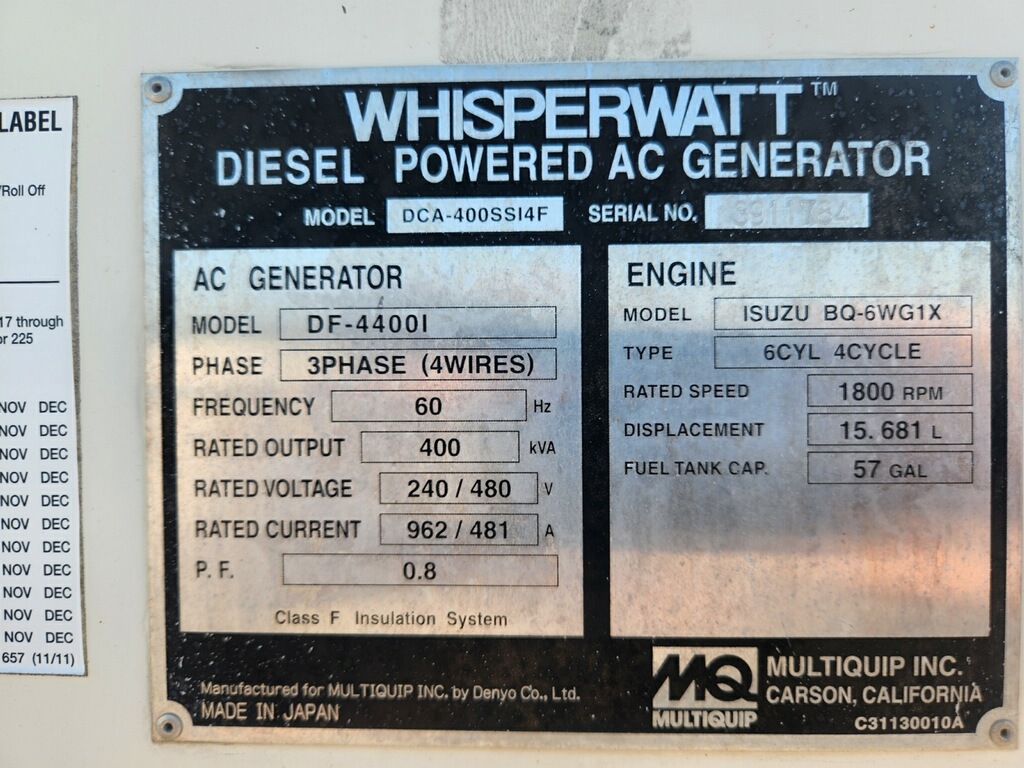 LABEL
/Roll Off
17 through
or 225
NOV DEC
NOV DEC
NOV DEC
NOV DEC
NOV DEC
NOV DEC
NOV DEC
NOV DEC
NOV DEC
NOV DEC
NOV DEC
657 (11/11)
WHISPERWATT™
DIESEL POWERED AC GENERATOR
MODEL DCA-400SSI4F SERIAL NO. 3911784
AC GENERATOR
MODEL DF-4400I
PHASE 3PHASE (4WIRES)
FREQUENCY 60 Hz
RATED OUTPUT 400 kVA
RATED VOLTAGE 240 / 480 V
RATED CURRENT 962 / 481 A
P. F. 0.8
Class F Insulation System
ENGINE
MODEL ISUZU BQ-6WG1X
TYPE 6CYL 4CYCLE
RATED SPEED 1800 RPM
DISPLACEMENT 15.681 L
FUEL TANK CAP. 57 GAL
Manufactured for MULTIQUIP INC. by Denyo Co., Ltd.
MADE IN JAPAN
MQ
MULTIQUIP
MULTIQUIP INC.
CARSON, CALIFORNIA
C31130010A